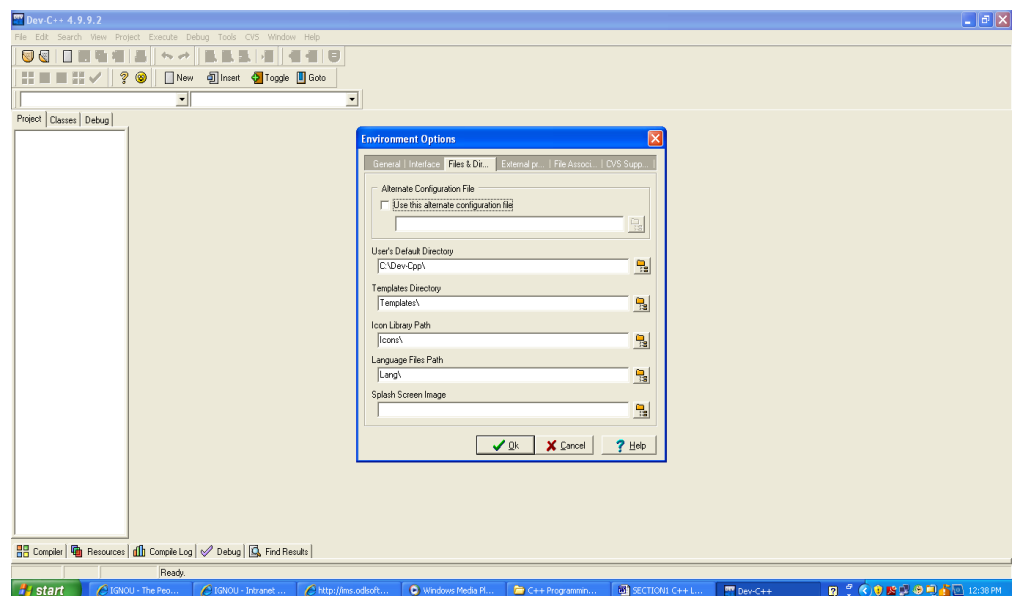 Dev-C++ 4.9.9.2
File Edit Search View Project Execute Debug Tools CVS Window Help
New Insert Toggle Goto
Project Classes Debug
Environment Options
General Interface Files & Dir... External pr... File Associ... CVS Supp...
Alternate Configuration File
Use this alternate configuration file
User's Default Directory
C:\Dev-Cpp\
Templates Directory
Templates\
Icon Library Path
Icons\
Language Files Path
Lang\
Splash Screen Image
Ok Cancel Help
Compiler Resources Compile Log Debug Find Results
Ready.
start IGNOU - The Peo... IGNOU - Intranet ... http://ims.odlsoft... Windows Media Pl... C++ Programmin... SECTION1 C++ L... Dev-C++ 12:38 PM